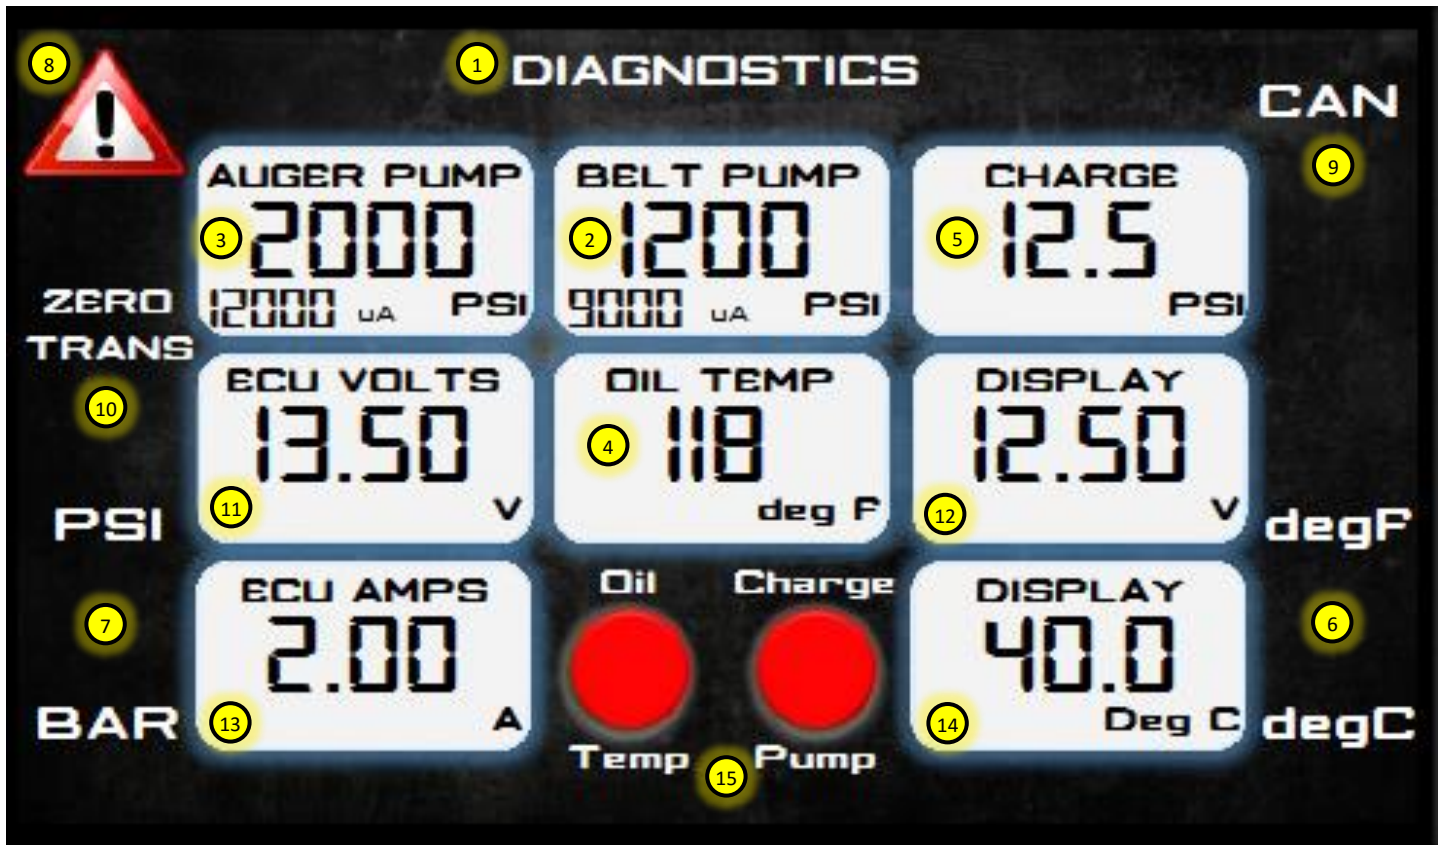 8
!
1 DIAGNOSTICS
CAN
9
AUGER PUMP
3 2000
12000 uA PSI
BELT PUMP
2 1200
9000 uA PSI
CHARGE
5 12.5
PSI
ZERO
TRANS
10
ECU VOLTS
13.50
11 V
OIL TEMP
4 118
deg F
DISPLAY
12.50
12 V
PSI
7
BAR
degF
6
degC
ECU AMPS
2.00
13 A
Oil
Temp
Charge
Pump
15
DISPLAY
40.0
14 Deg C